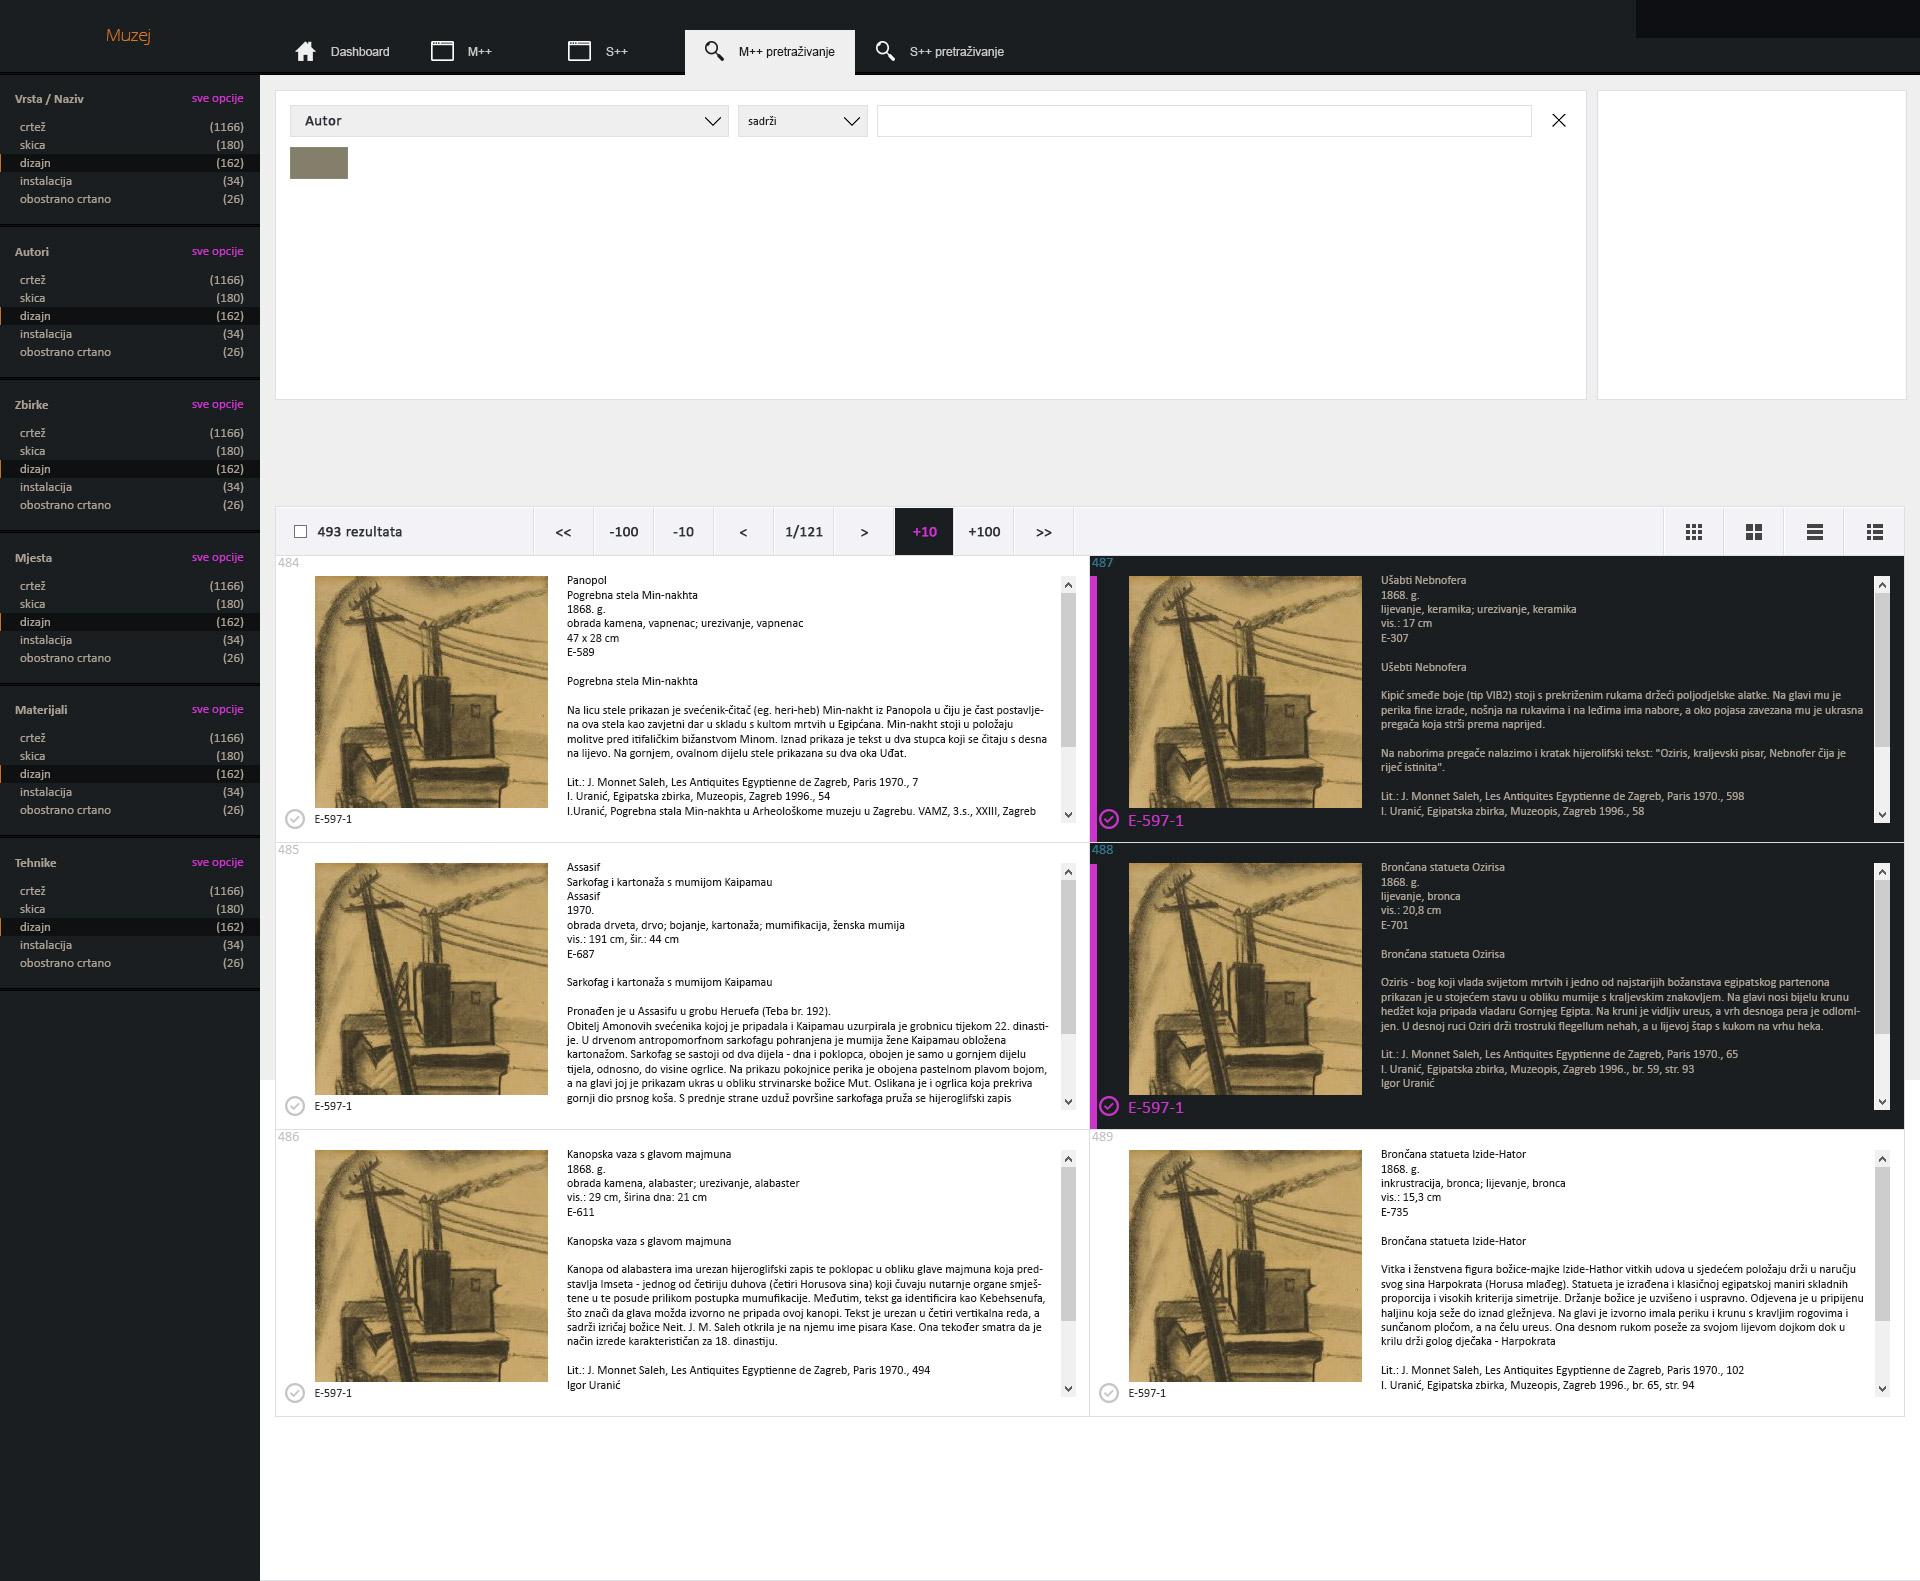 Muzej
Dashboard
M++
S++
M++ pretraživanje
S++ pretraživanje
Vrsta / Naziv sve opcije
crtež (1166)
skica (180)
dizajn (162)
instalacija (34)
obostrano crtano (26)
Autori sve opcije
crtež (1166)
skica (180)
dizajn (162)
instalacija (34)
obostrano crtano (26)
Zbirke sve opcije
crtež (1166)
skica (180)
dizajn (162)
instalacija (34)
obostrano crtano (26)
Mjesta sve opcije
crtež (1166)
skica (180)
dizajn (162)
instalacija (34)
obostrano crtano (26)
Materijali sve opcije
crtež (1166)
skica (180)
dizajn (162)
instalacija (34)
obostrano crtano (26)
Tehnike sve opcije
crtež (1166)
skica (180)
dizajn (162)
instalacija (34)
obostrano crtano (26)
Autor
sadrži
493 rezultata << -100 -10 < 1/121 > +10 +100 >>
484
Panopol
Pogrebna stela Min-nakhta
1868. g.
obrada kamena, vapnenac; urezivanje, vapnenac
47 x 28 cm
E-589
Pogrebna stela Min-nakhta
Na licu stele prikazan je svećenik-čitač (eg. heri-heb) Min-nakht iz Panopola u čiju je čast postavlje-
na ova stela kao zavjetni dar u skladu s kultom mrtvih u Egipćana. Min-nakht stoji u položaju
molitve pred itifaličkim bižanstvom Minom. Iznad prikaza je tekst u dva stupca koji se čitaju s desna
na lijevo. Na gornjem, ovalnom dijelu stele prikazana su dva oka Uđat.
Lit.: J. Monnet Saleh, Les Antiquites Egyptienne de Zagreb, Paris 1970., 7
I. Uranić, Egipatska zbirka, Muzeopis, Zagreb 1996., 54
I.Uranić, Pogrebna stala Min-nakhta u Arheološkome muzeju u Zagrebu. VAMZ, 3.s., XXIII, Zagreb
E-597-1
485
Assasif
Sarkofag i kartonaža s mumijom Kaipamau
Assasif
1970.
obrada drveta, drvo; bojanje, kartonaža; mumifikacija, ženska mumija
vis.: 191 cm, šir.: 44 cm
E-687
Sarkofag i kartonaža s mumijom Kaipamau
Pronađen je u Assasifu u grobu Heruefa (Teba br. 192).
Obitelj Amonovih svećenika kojoj je pripadala i Kaipamau uzurpirala je grobnicu tijekom 22. dinasti-
je. U drvenom antropomorfnom sarkofagu pohranjena je mumija žene Kaipamau obložena
kartonažom. Sarkofag se sastoji od dva dijela - dna i poklopca, obojen je samo u gornjem dijelu
tijela, odnosno, do visine ogrlice. Na prikazu pokojnice perika je obojena pastelnom plavom bojom,
a na glavi joj je prikazam ukras u obliku strvinarske božice Mut. Oslikana je i ogrlica koja prekriva
gornji dio prsnog koša. S prednje strane uzduž površine sarkofaga pruža se hijeroglifski zapis
E-597-1
486
Kanopska vaza s glavom majmuna
1868. g.
obrada kamena, alabaster; urezivanje, alabaster
vis.: 29 cm, širina dna: 21 cm
E-611
Kanopska vaza s glavom majmuna
Kanopa od alabastera ima urezan hijeroglifski zapis te poklopac u obliku glave majmuna koja pred-
stavlja Imseta - jednog od četiriju duhova (četiri Horusova sina) koji čuvaju nutarnje organe smješ-
tene u te posude prilikom postupka mumufikacije. Međutim, tekst ga identificira kao Kebehsenufa,
što znači da glava možda izvorno ne pripada ovoj kanopi. Tekst je urezan u četiri vertikalna reda, a
sadrži izričaj božice Neit. J. M. Saleh otkrila je na njemu ime pisara Kase. Ona tekođer smatra da je
način izrede karakterističan za 18. dinastiju.
Lit.: J. Monnet Saleh, Les Antiquites Egyptienne de Zagreb, Paris 1970., 494
Igor Uranić
E-597-1
487
Ušabti Nebnofera
1868. g.
lijevanje, keramika; urezivanje, keramika
vis.: 17 cm
E-307
Ušebti Nebnofera
Kipić smeđe boje (tip VIB2) stoji s prekriženim rukama držeći poljodjelske alatke. Na glavi mu je
perika fine izrade, nošnja na rukavima i na leđima ima nabore, a oko pojasa zavezana mu je ukrasna
pregača koja strši prema naprijed.
Na naborima pregače nalazimo i kratak hijerolifski tekst: "Oziris, kraljevski pisar, Nebnofer čija je
riječ istinita".
Lit.: J. Monnet Saleh, Les Antiquites Egyptienne de Zagreb, Paris 1970., 598
I. Uranić, Egipatska zbirka, Muzeopis, Zagreb 1996., 58
E-597-1
488
Brončana statueta Ozirisa
1868. g.
lijevanje, bronca
vis.: 20,8 cm
E-701
Brončana statueta Ozirisa
Oziris - bog koji vlada svijetom mrtvih i jedno od najstarijih božanstava egipatskog partenona
prikazan je u stojećem stavu u obliku mumije s kraljevskim znakovljem. Na glavi nosi bijelu krunu
hedžet koja pripada vladaru Gornjeg Egipta. Na kruni je vidljiv ureus, a vrh desnoga pera je odloml-
jen. U desnoj ruci Oziri drži trostruki flegellum nehah, a u lijevoj štap s kukom na vrhu heka.
Lit.: J. Monnet Saleh, Les Antiquites Egyptienne de Zagreb, Paris 1970., 65
I. Uranić, Egipatska zbirka, Muzeopis, Zagreb 1996., br. 59, str. 93
Igor Uranić
E-597-1
489
Brončana statueta Izide-Hator
1868. g.
inkrustracija, bronca; lijevanje, bronca
vis.: 15,3 cm
E-735
Brončana statueta Izide-Hator
Vitka i ženstvena figura božice-majke Izide-Hathor vitkih udova u sjedećem položaju drži u naručju
svog sina Harpokrata (Horusa mlađeg). Statueta je izrađena i klasičnoj egipatskoj maniri skladnih
proporcija i visokih kriterija simetrije. Držanje božice je uzvišeno i uspravno. Odjevena je u pripijenu
haljinu koja seže do iznad gležnjeva. Na glavi je izvorno imala periku i krunu s kravljim rogovima i
sunčanom pločom, a na čelu ureus. Ona desnom rukom poseže za svojom lijevom dojkom dok u
krilu drži golog dječaka - Harpokrata
Lit.: J. Monnet Saleh, Les Antiquites Egyptienne de Zagreb, Paris 1970., 102
I. Uranić, Egipatska zbirka, Muzeopis, Zagreb 1996., br. 65, str. 94
E-597-1